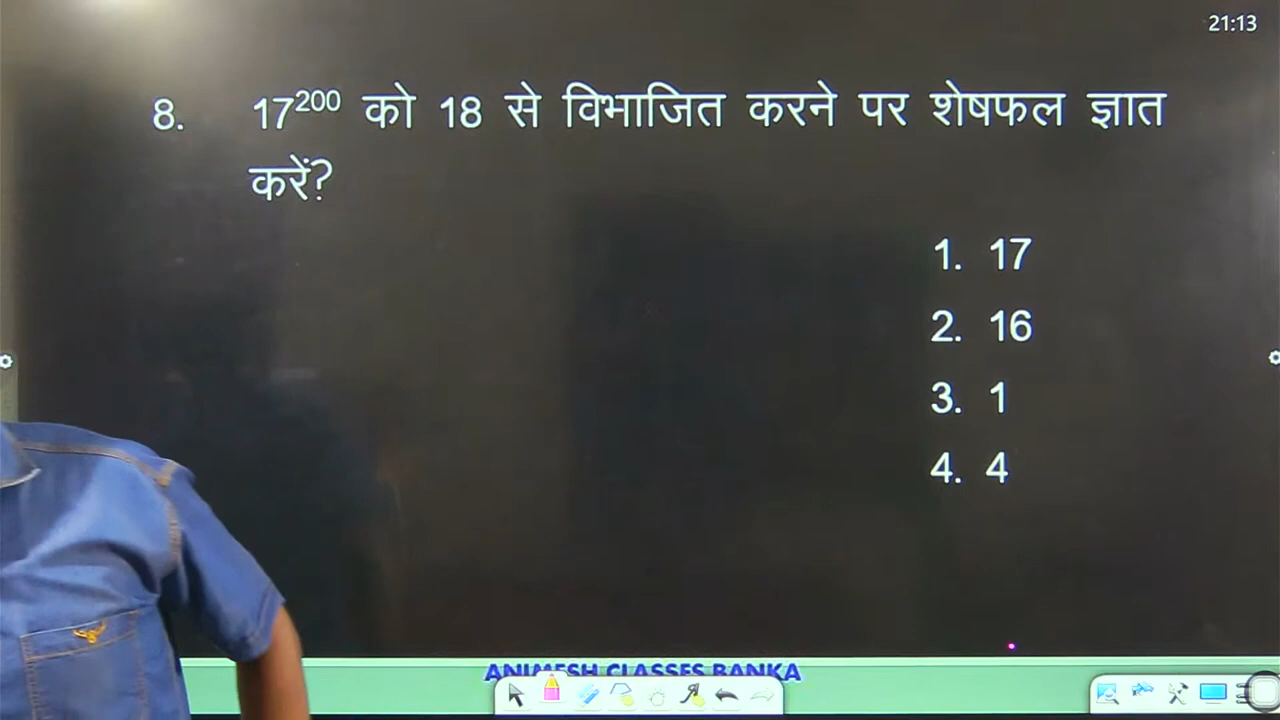 21:13
8. 17²⁰⁰ को 18 से विभाजित करने पर शेषफल ज्ञात
करें?
1. 17
2. 16
3. 1
4. 4
ANIMESH CLASSES BANKA